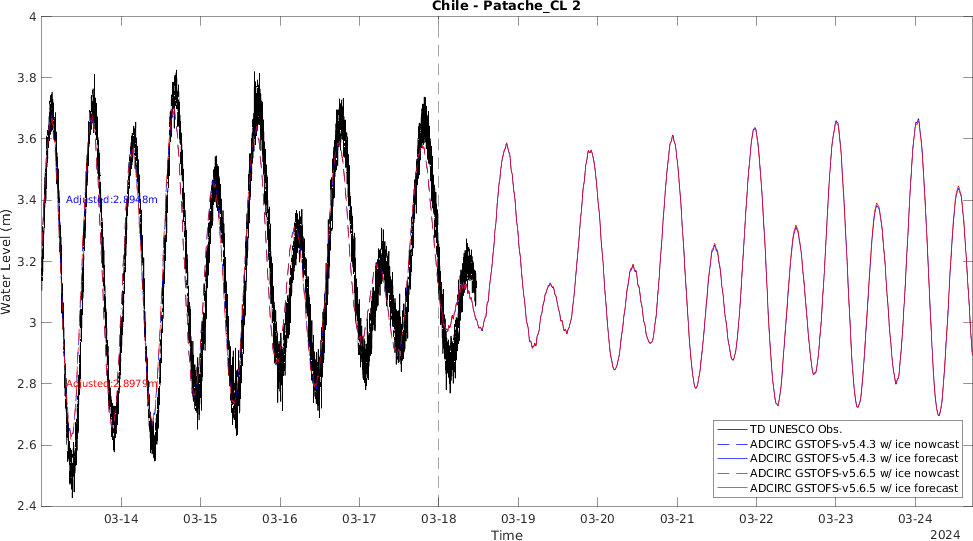 Chile - Patache_CL 2
4
3.8
3.6
3.4
3.2
3
2.8
2.6
2.4
Water Level (m)
Adjusted:2.8948m
Adjusted:2.8979m
TD UNESCO Obs.
ADCIRC GSTOFS-v5.4.3 w/ ice nowcast
ADCIRC GSTOFS-v5.4.3 w/ ice forecast
ADCIRC GSTOFS-v5.6.5 w/ ice nowcast
ADCIRC GSTOFS-v5.6.5 w/ ice forecast
03-14 03-15 03-16 03-17 03-18 03-19 03-20 03-21 03-22 03-23 03-24
Time
2024